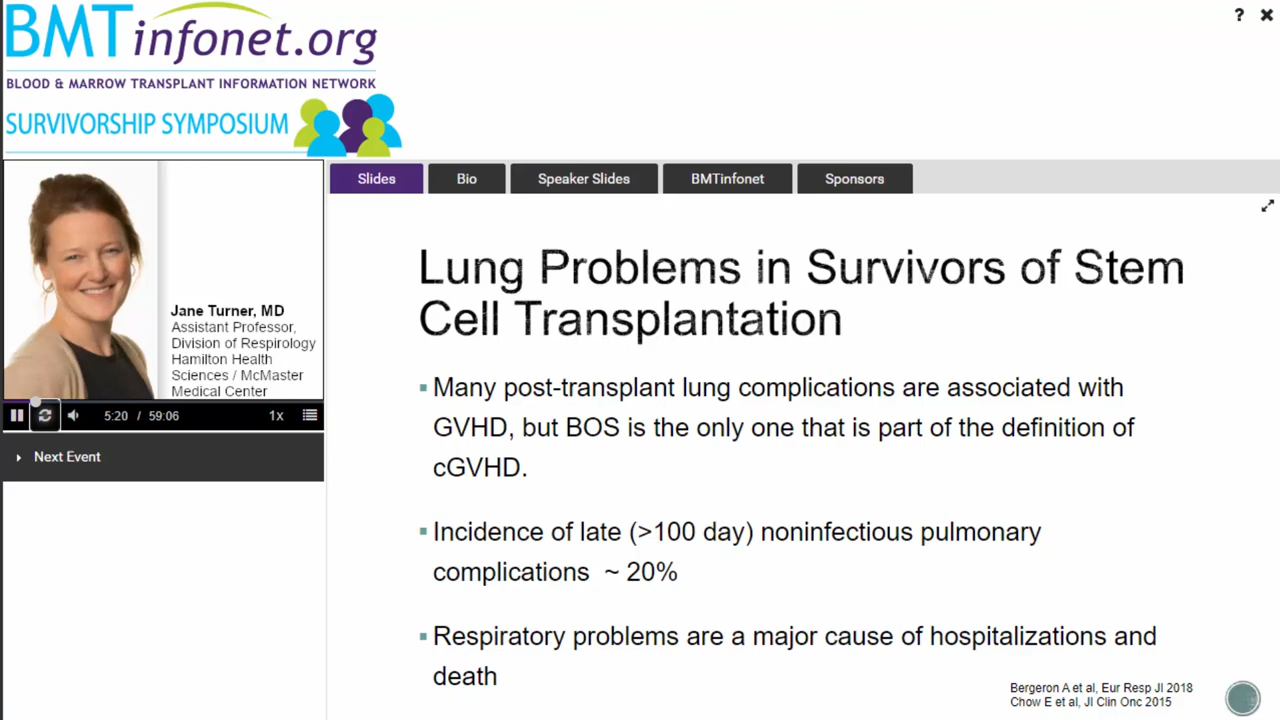 BMTinfonet.org
BLOOD & MARROW TRANSPLANT INFORMATION NETWORK
SURVIVORSHIP SYMPOSIUM
?
Jane Turner, MD
Assistant Professor,
Division of Respirology
Hamilton Health
Sciences / McMaster
Medical Center
5:20 / 59:06 1x
Next Event
Slides Bio Speaker Slides BMTinfonet Sponsors
Lung Problems in Survivors of Stem
Cell Transplantation
▪ Many post-transplant lung complications are associated with
GVHD, but BOS is the only one that is part of the definition of
cGVHD.
▪ Incidence of late (>100 day) noninfectious pulmonary
complications ~ 20%
▪ Respiratory problems are a major cause of hospitalizations and
death
Bergeron A et al, Eur Resp Jl 2018
Chow E et al, Jl Clin Onc 2015